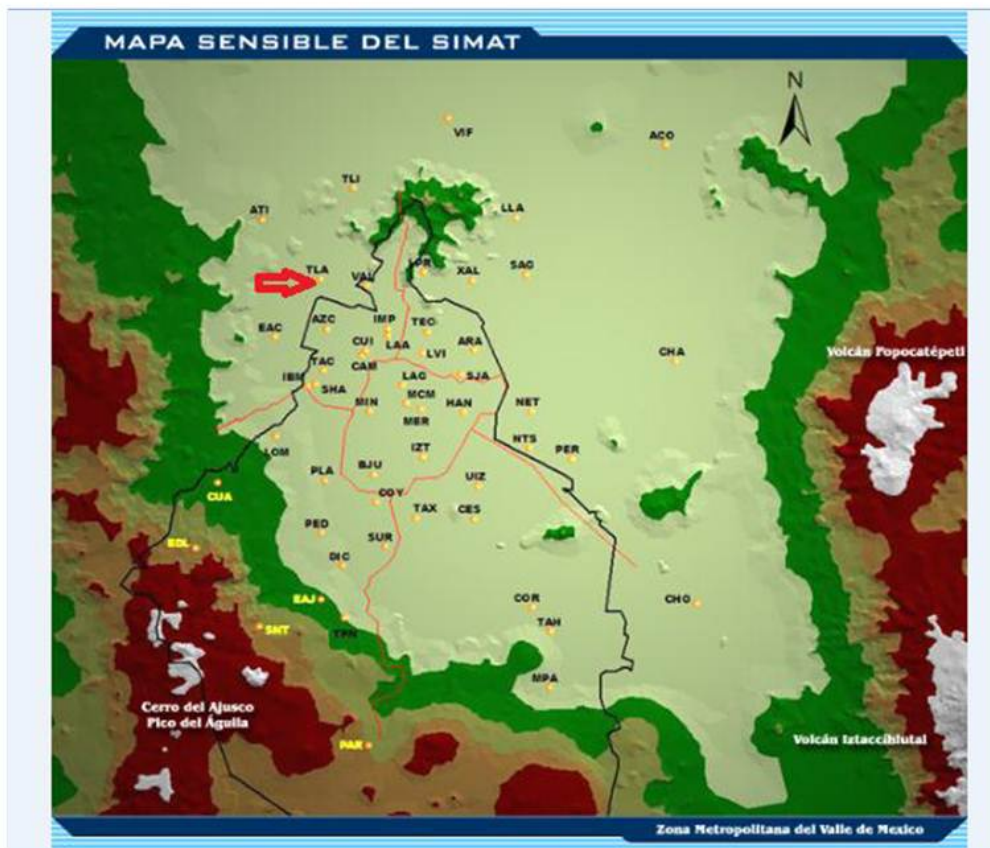 MAPA SENSIBLE DEL SIMAT
N
VIF
ACO
TLI
ATI
LLA
TLA
VAL
LPR
XAL
SAG
EAC
AZC
IMP
TEC
CUI
LAA
LVI
ARA
CHA
Volcán Popocatépetl
TAC
CAM
IBM
SHA
LAG
SJA
MIN
MCM
HAN
NET
MER
LOM
IZT
NTS
PER
PLA
BJU
UIZ
CUA
COY
TAX
CES
PED
SUR
EDL
DIC
EAJ
COR
CHO
SNT
TPN
TAH
MPA
Cerro del Ajusco
Pico del Águila
PAR
Volcán Iztaccíhlutal
Zona Metropolitana del Valle de Mexico